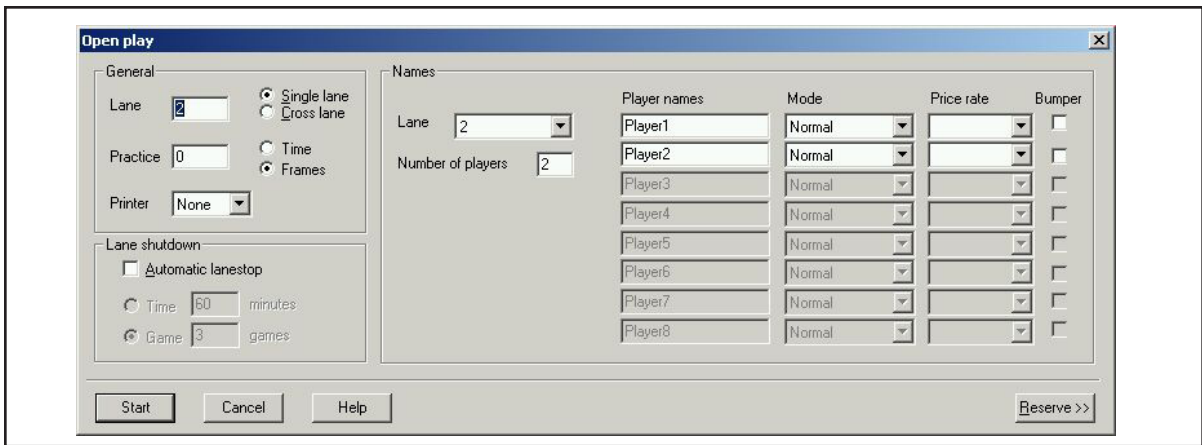 Open play
General
Lane 2 Single lane
Cross lane
Practice 0 Time
Frames
Printer None
Lane shutdown
Automatic lanestop
Time 60 minutes
Game 3 games
Names
Lane 2
Number of players 2
Player names Mode Price rate Bumper
Player1 Normal
Player2 Normal
Player3 Normal
Player4 Normal
Player5 Normal
Player6 Normal
Player7 Normal
Player8 Normal
Start Cancel Help Reserve >>